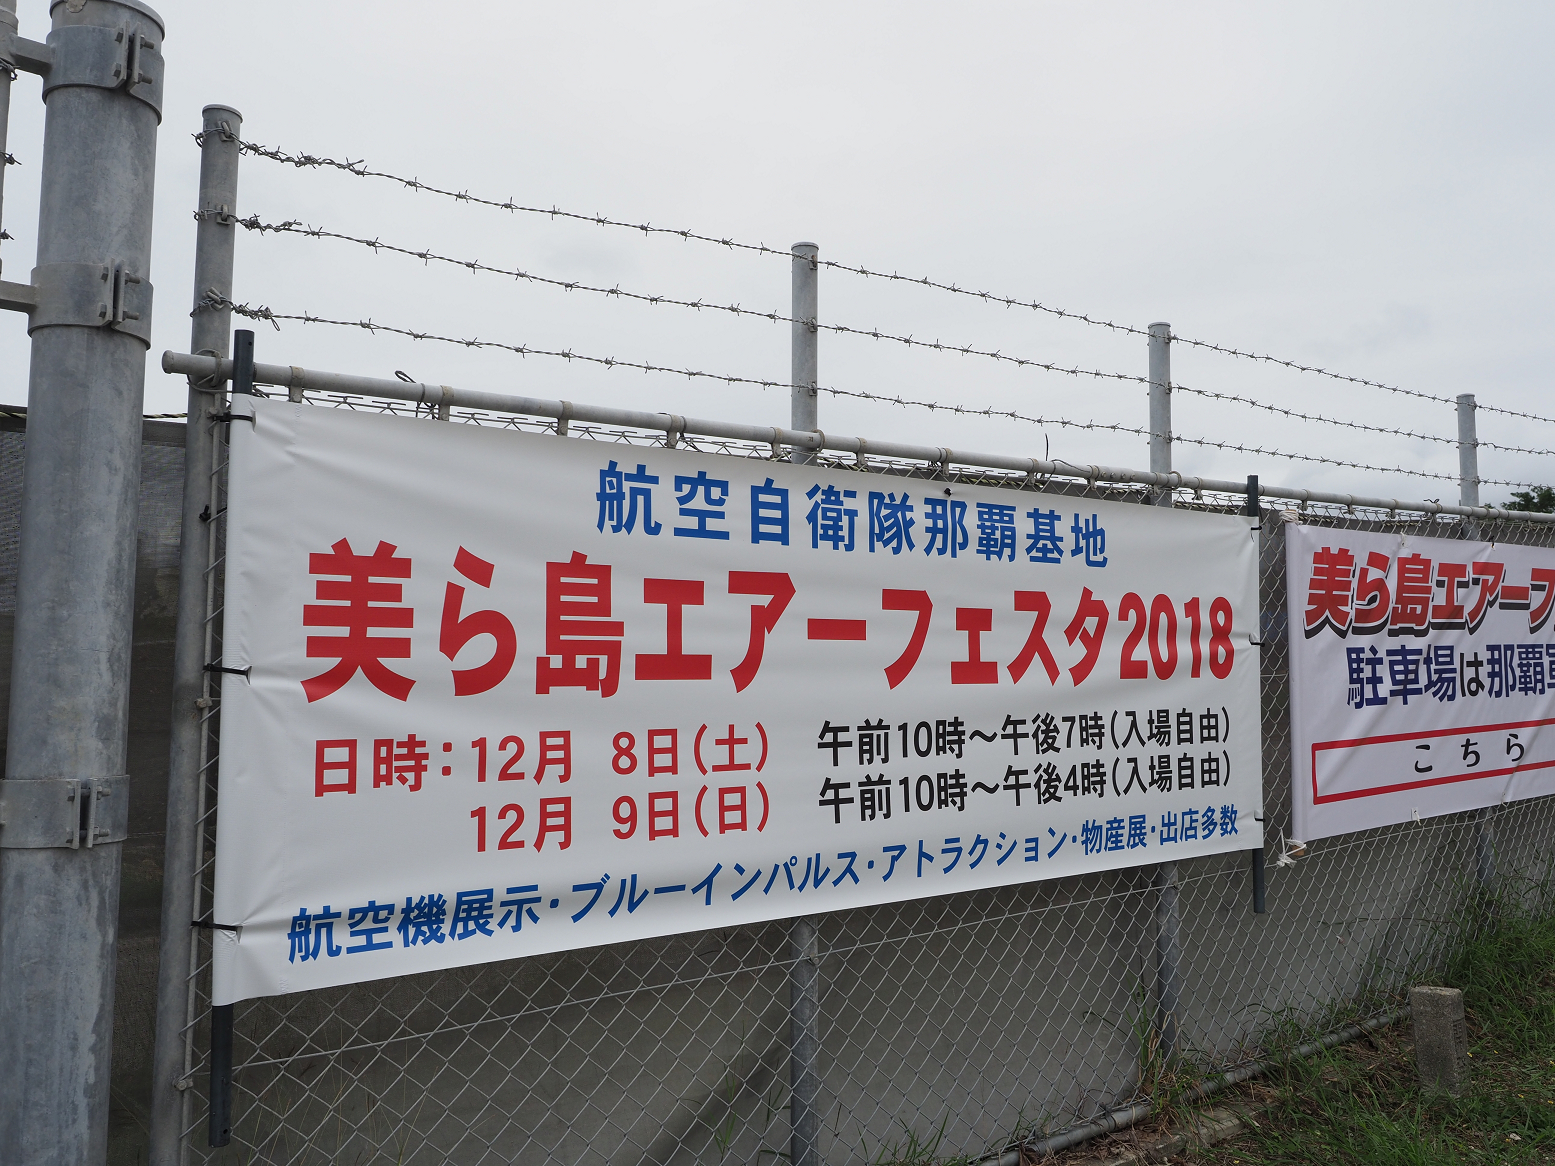 航空自衛隊那覇基地
美ら島エアーフェスタ2018
日時：12月 8日（土） 午前10時～午後7時（入場自由）
12月 9日（日） 午前10時～午後4時（入場自由）
航空機展示・ブルーインパルス・アトラクション・物産展・出店多数
美ら島エアーフ
駐車場は那覇軍
こちら